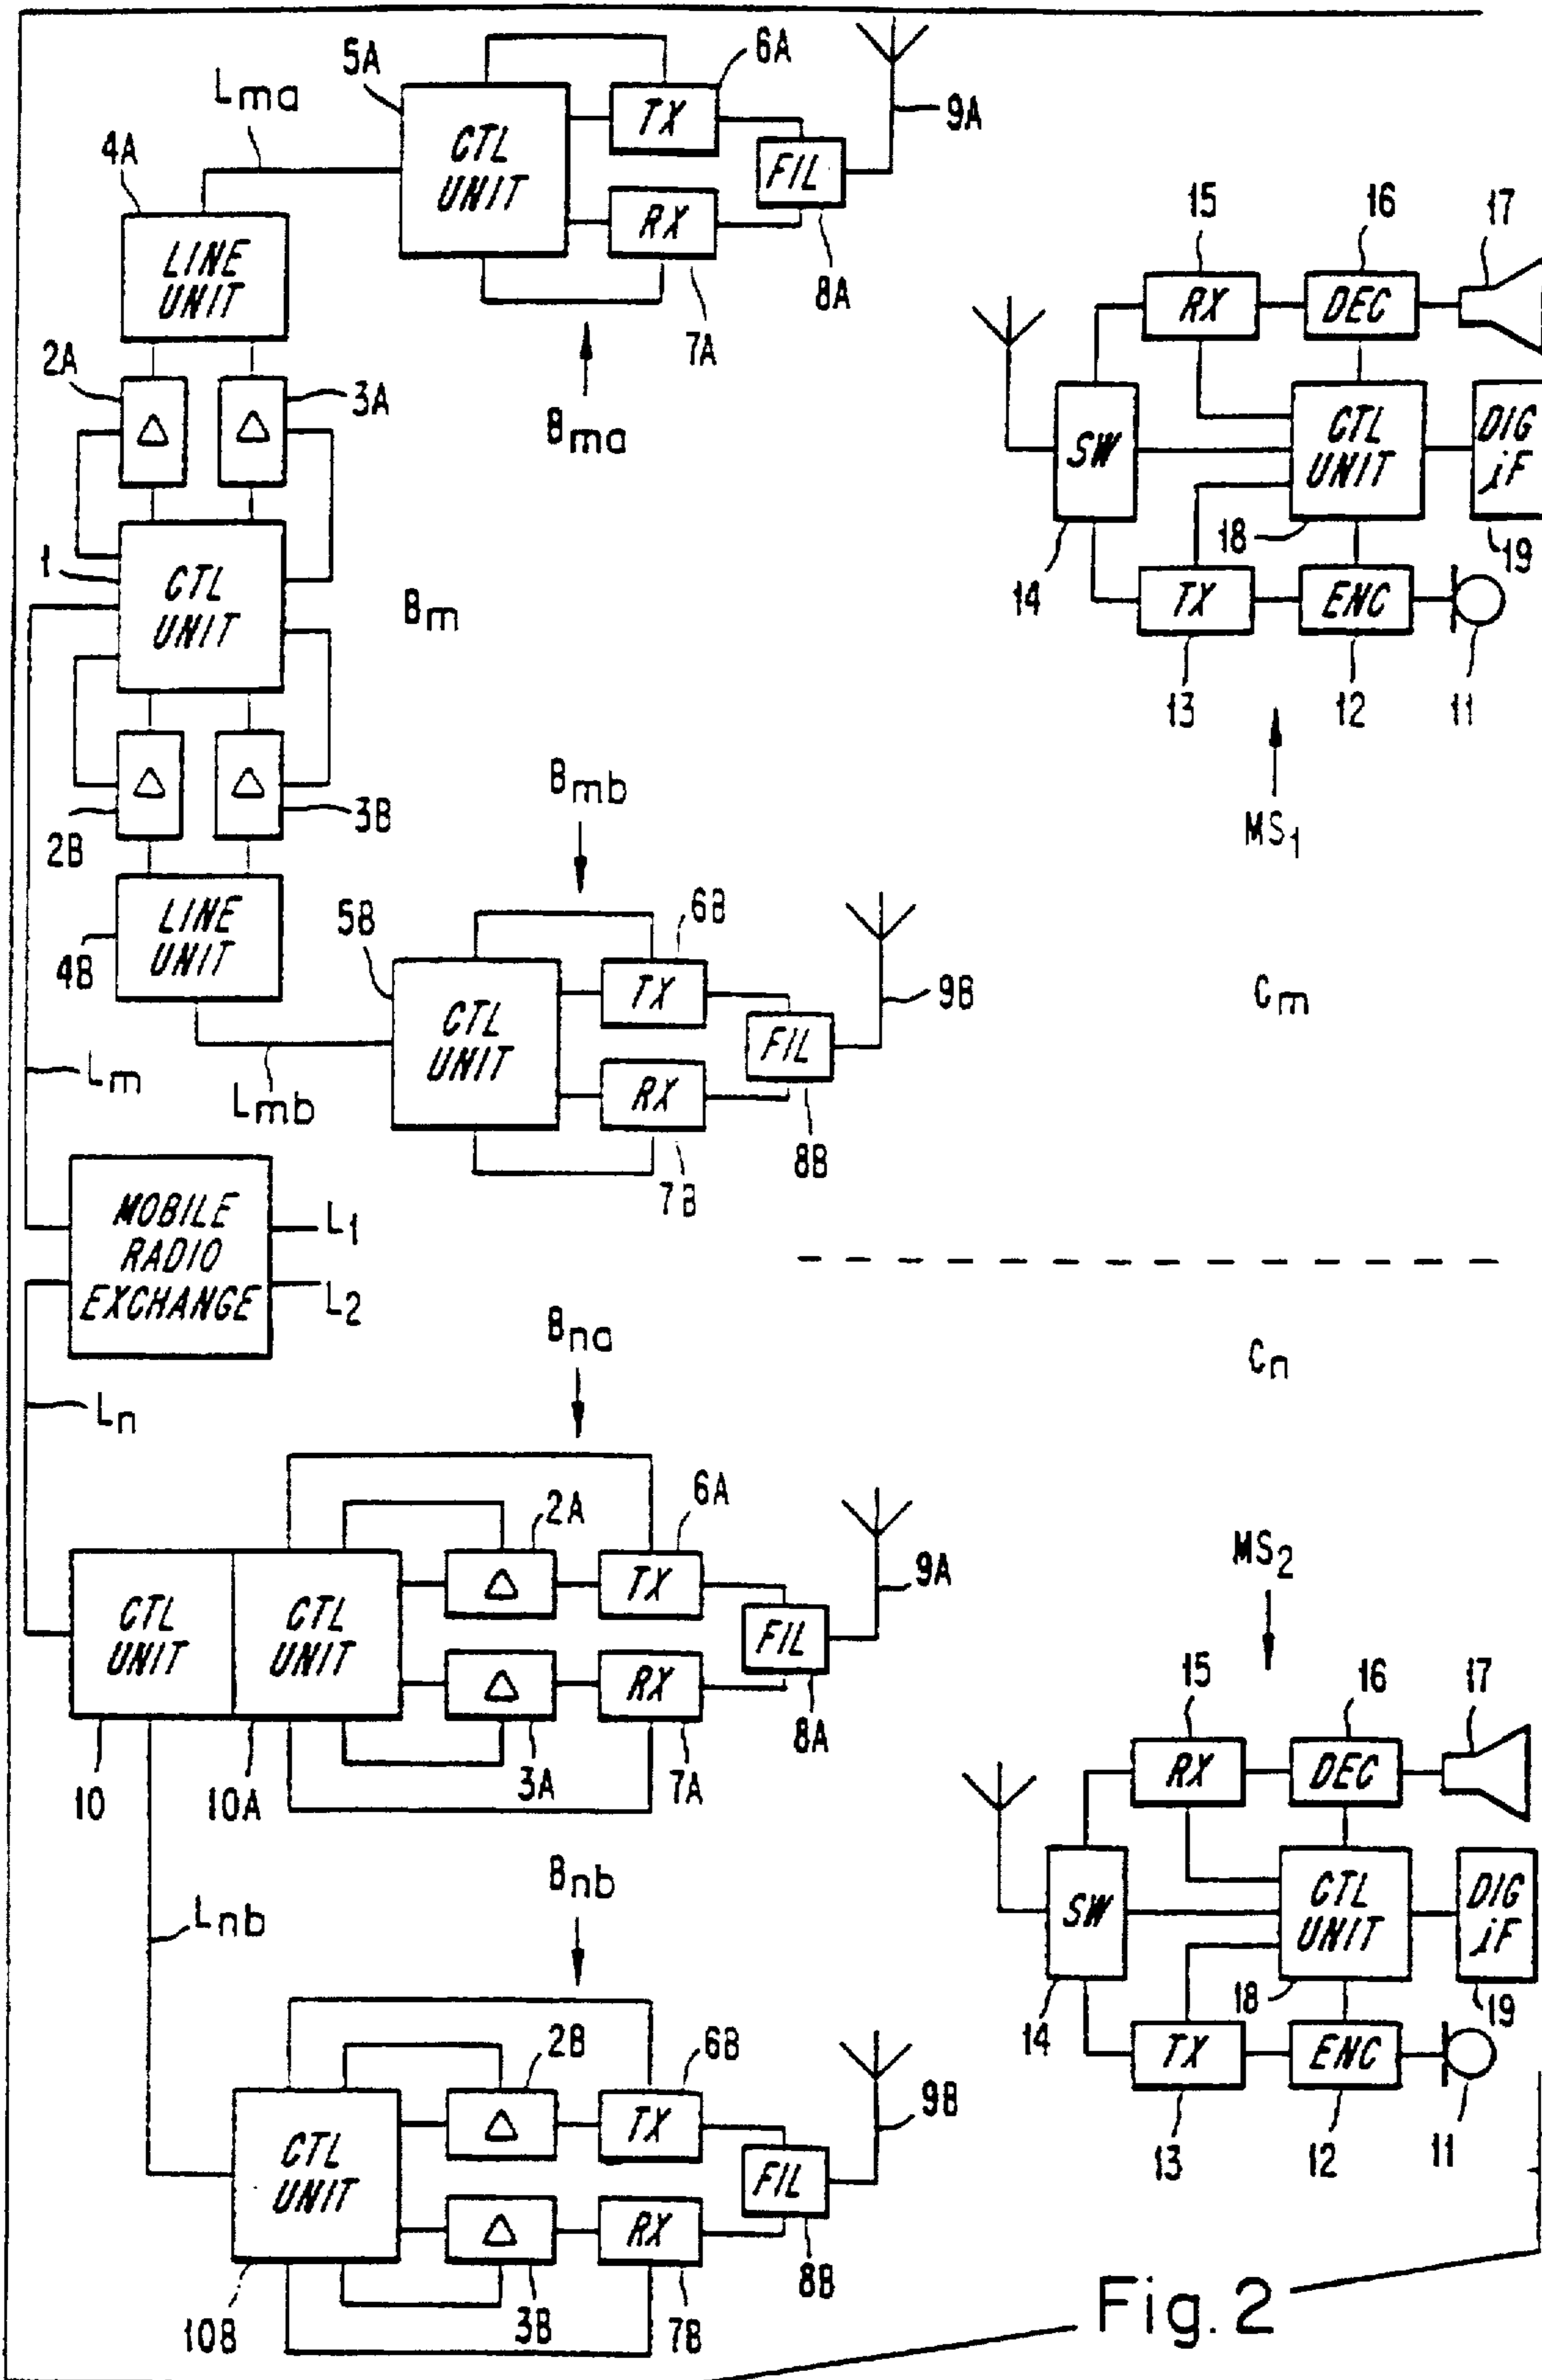 5A
6A
Lma
TX
9A
4A
CTL
UNIT
FIL
RX
LINE
UNIT
8A
7A
2A
3A
Bma
△
△
1
CTL
UNIT
Bm
△
△
2B
3B
Bmb
LINE
UNIT
4B
5B
6B
TX
9B
CTL
UNIT
FIL
RX
Lm
Lmb
8B
7B
15
16
17
RX
DEC
SW
CTL
UNIT
DIG
iF
18
19
14
TX
ENC
13
12
11
MS1
Cm
MOBILE
RADIO
EXCHANGE
L1
L2
Bna
Cn
Ln
2A
6A
△
TX
9A
CTL
UNIT
CTL
UNIT
FIL
△
RX
8A
10
10A
3A
7A
MS2
15
16
17
RX
DEC
SW
CTL
UNIT
DIG
iF
18
19
14
TX
ENC
13
12
11
Bnb
Lnb
2B
6B
△
TX
9B
CTL
UNIT
FIL
△
RX
8B
10B
3B
7B
Fig. 2